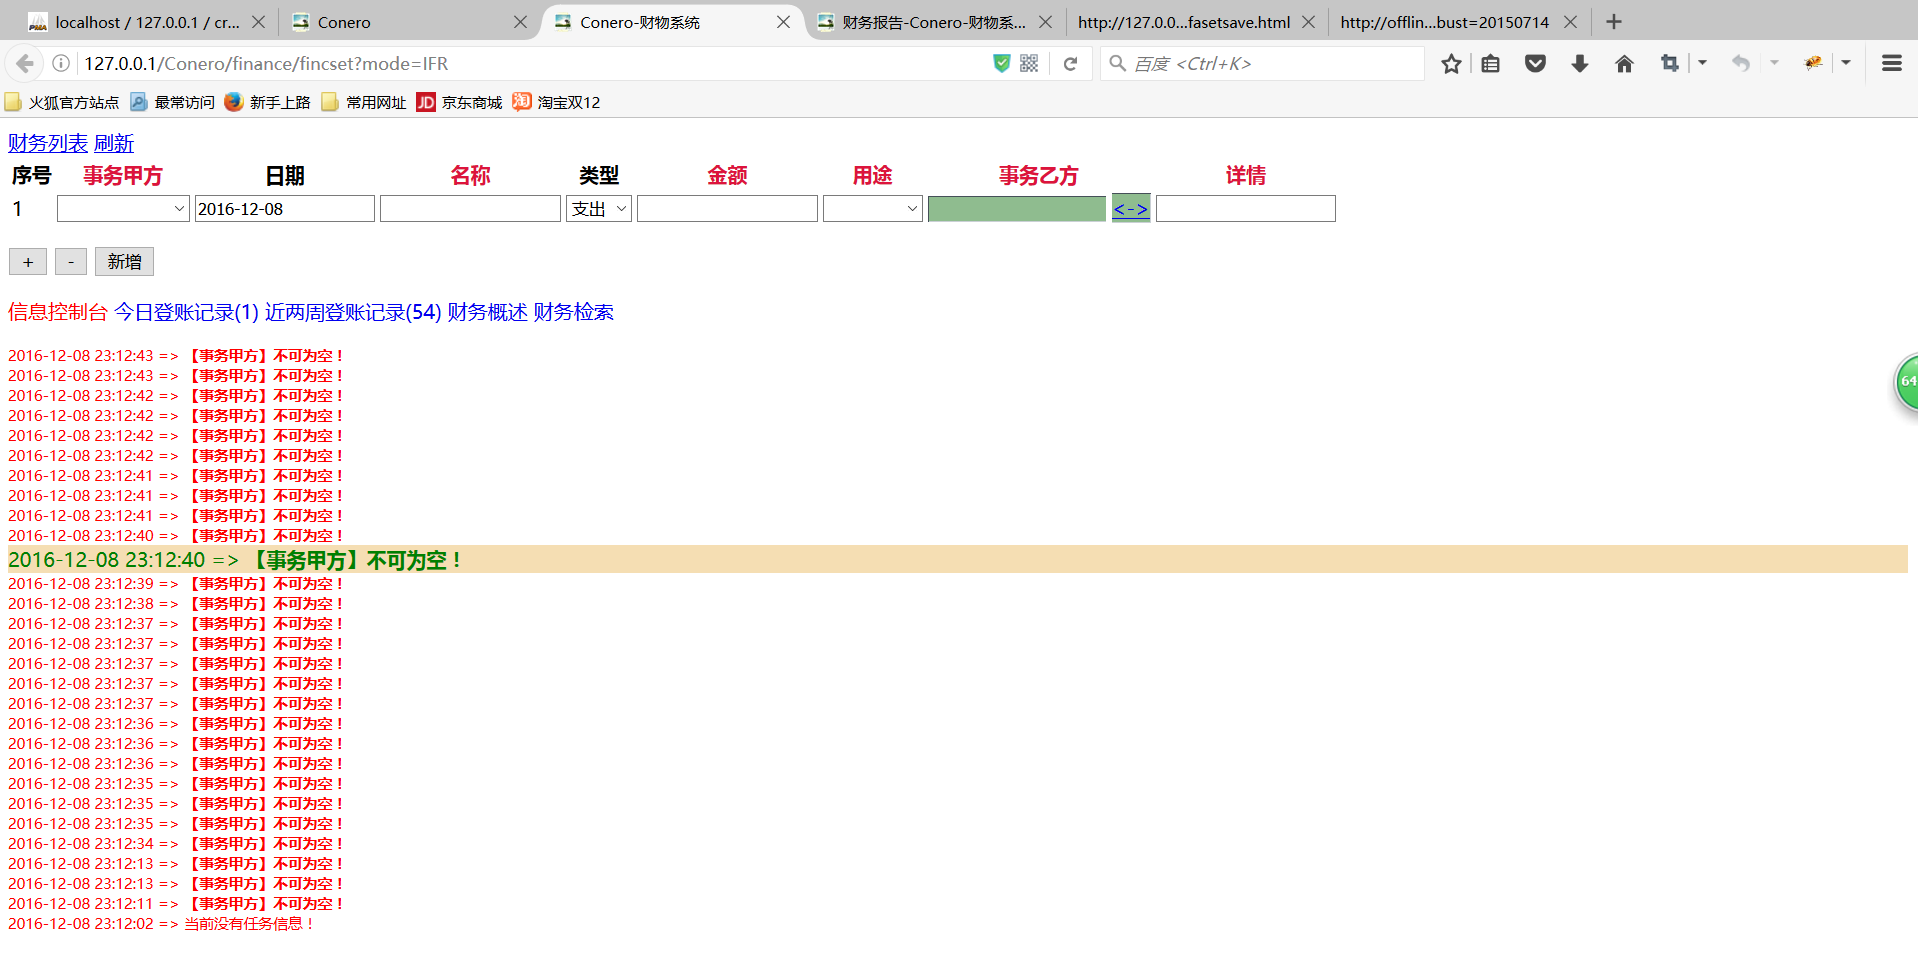 localhost / 127.0.0.1 / cr...
Conero
Conero-财物系统
财务报告-Conero-财物系...
http://127.0.0...fasetsave.html
http://offlin...bust=20150714
127.0.0.1/Conero/finance/fincset?mode=IFR
百度 <Ctrl+K>
火狐官方站点 最常访问 新手上路 常用网址 JD 京东商城 淘 淘宝双12
财务列表 刷新
序号 事务甲方 日期 名称 类型 金额 用途 事务乙方 详情
1 2016-12-08 支出 <->
+ - 新增
信息控制台 今日登账记录(1) 近两周登账记录(54) 财务概述 财务检索
2016-12-08 23:12:43 => 【事务甲方】不可为空！
2016-12-08 23:12:43 => 【事务甲方】不可为空！
64
2016-12-08 23:12:42 => 【事务甲方】不可为空！
2016-12-08 23:12:42 => 【事务甲方】不可为空！
2016-12-08 23:12:42 => 【事务甲方】不可为空！
2016-12-08 23:12:42 => 【事务甲方】不可为空！
2016-12-08 23:12:41 => 【事务甲方】不可为空！
2016-12-08 23:12:41 => 【事务甲方】不可为空！
2016-12-08 23:12:41 => 【事务甲方】不可为空！
2016-12-08 23:12:40 => 【事务甲方】不可为空！
2016-12-08 23:12:40 => 【事务甲方】不可为空！
2016-12-08 23:12:39 => 【事务甲方】不可为空！
2016-12-08 23:12:38 => 【事务甲方】不可为空！
2016-12-08 23:12:37 => 【事务甲方】不可为空！
2016-12-08 23:12:37 => 【事务甲方】不可为空！
2016-12-08 23:12:37 => 【事务甲方】不可为空！
2016-12-08 23:12:37 => 【事务甲方】不可为空！
2016-12-08 23:12:37 => 【事务甲方】不可为空！
2016-12-08 23:12:36 => 【事务甲方】不可为空！
2016-12-08 23:12:36 => 【事务甲方】不可为空！
2016-12-08 23:12:36 => 【事务甲方】不可为空！
2016-12-08 23:12:35 => 【事务甲方】不可为空！
2016-12-08 23:12:35 => 【事务甲方】不可为空！
2016-12-08 23:12:35 => 【事务甲方】不可为空！
2016-12-08 23:12:34 => 【事务甲方】不可为空！
2016-12-08 23:12:13 => 【事务甲方】不可为空！
2016-12-08 23:12:13 => 【事务甲方】不可为空！
2016-12-08 23:12:11 => 【事务甲方】不可为空！
2016-12-08 23:12:02 => 当前没有任务信息！